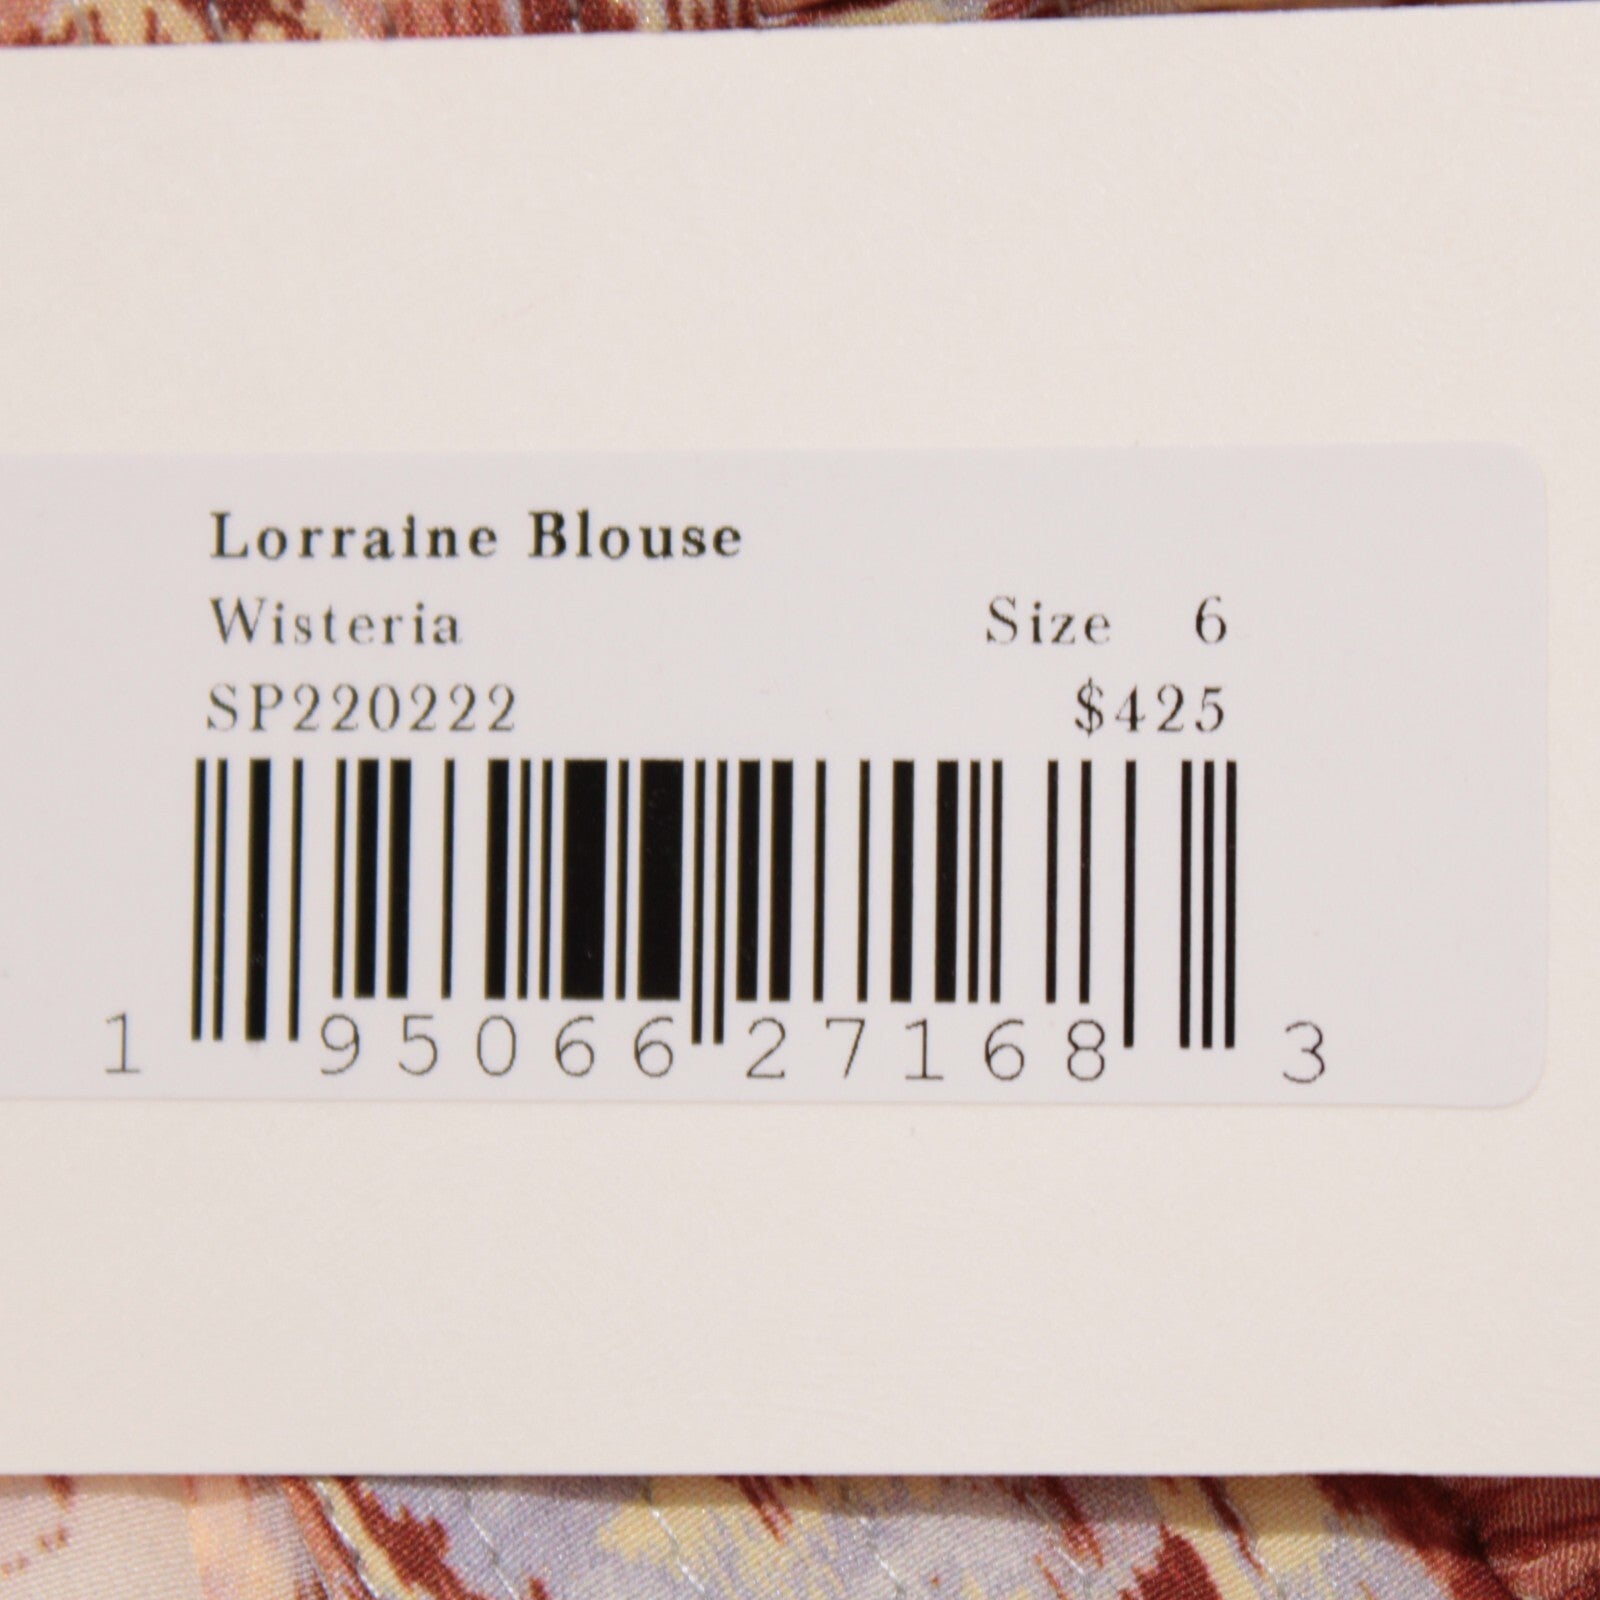 Lorraine Blouse
Wisteria Size 6
SP220222 $425
1 95066 27168 3